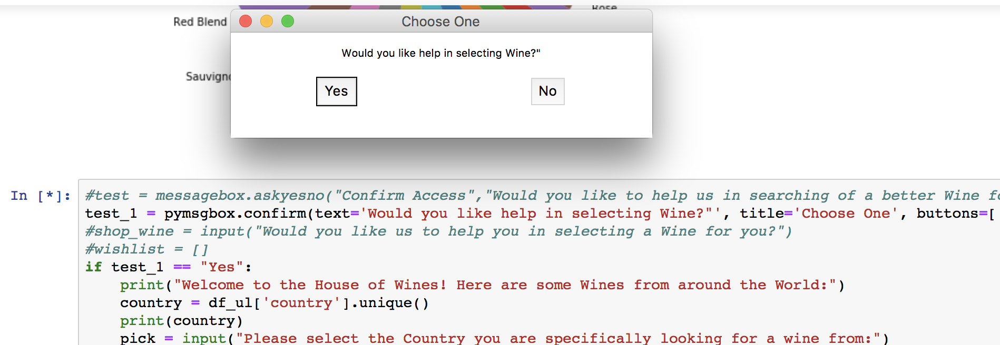 Rose
Red Blend
Choose One
Would you like help in selecting Wine?"
Yes
No
In [*]:
#test = messagebox.askyesno("Confirm Access","Would you like to help us in searching of a better Wine
test_1 = pymsgbox.confirm(text='Would you like help in selecting Wine?"', title='Choose One', buttons=[
#shop_wine = input("Would you like us to help you in selecting a Wine for you?")
#wishlist = []
if test_1 == "Yes":
print("Welcome to the House of Wines! Here are some Wines from around the World:")
country = df_ul['country'].unique()
print(country)
pick = input("Please select the Country you are specifically looking for a wine from:")